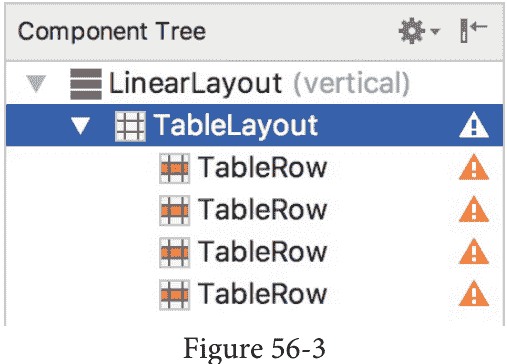 Component Tree
LinearLayout (vertical)
TableLayout
TableRow
TableRow
TableRow
TableRow
Figure 56-3